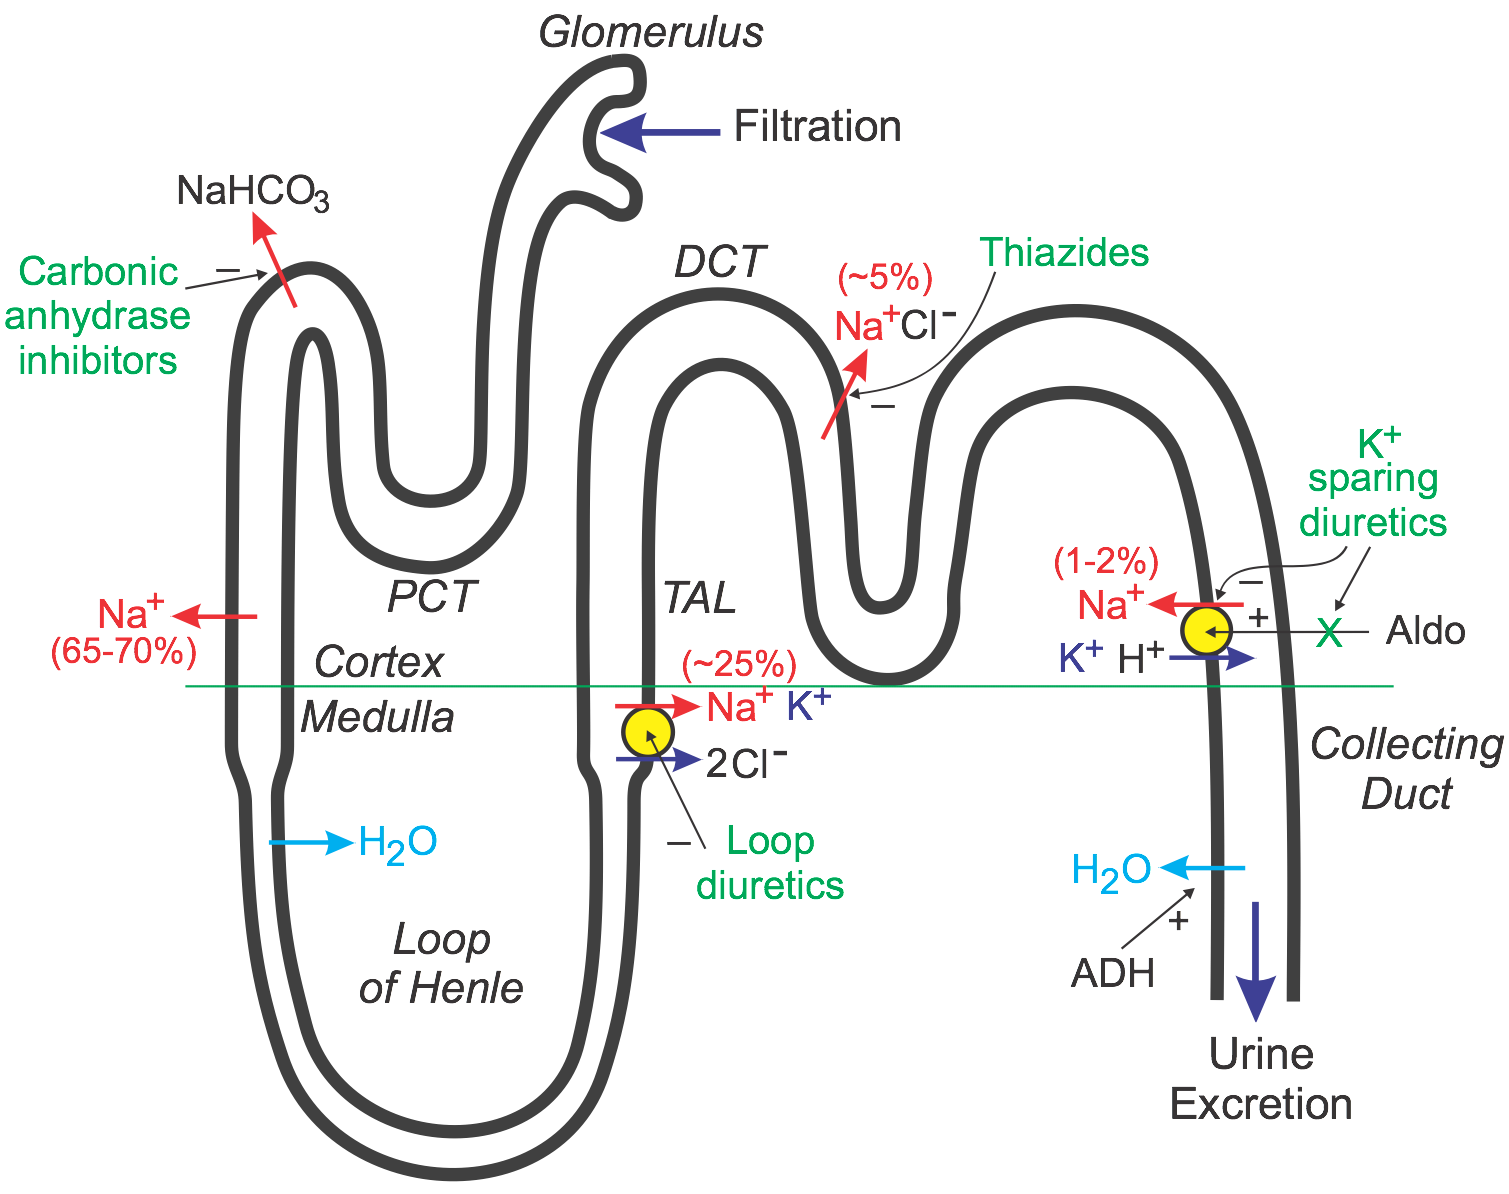 Glomerulus
Filtration
NaHCO₃
Carbonic
anhydrase
inhibitors
–
DCT
Thiazides
(~5%)
Na⁺Cl⁻
–
K⁺
sparing
diuretics
PCT
TAL
Na⁺
(65-70%)
Cortex
Medulla
(~25%)
Na⁺ K⁺
2Cl⁻
(1-2%)
Na⁺
–
+
X
Aldo
K⁺ H⁺
Collecting
Duct
H₂O
–
Loop
diuretics
Loop
of Henle
H₂O
+
ADH
Urine
Excretion